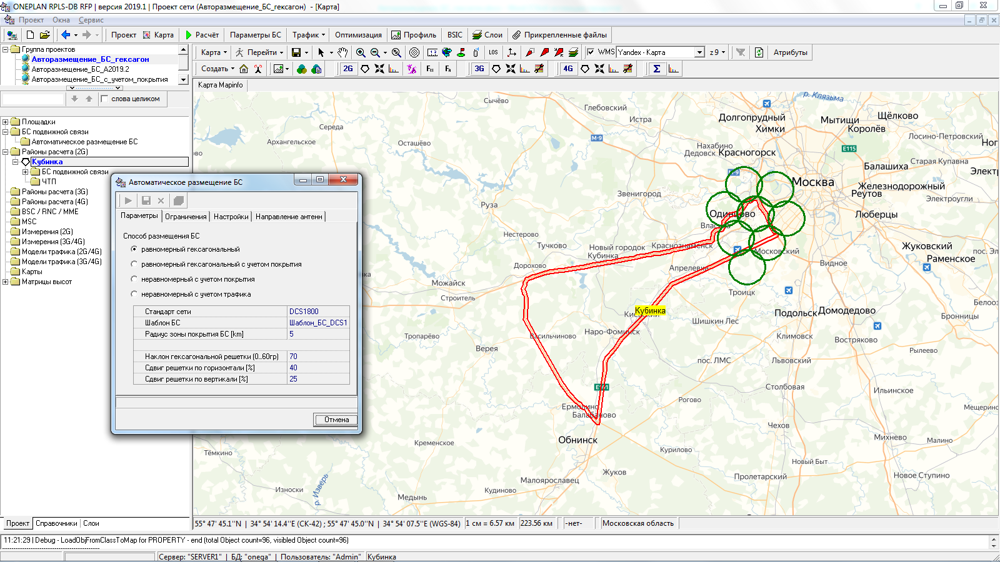 ONEPLAN RPLS-DB RFP | версия 2019.1 | Проект сети (Авторазмещение_БС_гексагон) - [Карта]
Проект Окна Сервис
Проект Карта Расчёт Параметры БС Трафик Оптимизация Профиль BSIC Слои Прикрепленные файлы
Группа проектов
Авторазмещение_БС_гексагон
Авторазмещение_БС_A2019.2
Авторазмещение_БС_с_учетом_покрытия
Карта Перейти LOS WMS Yandex - Карта z 9 Атрибуты
Создать 2G 3G 4G Σ
Карта Mapinfo
слова целиком
Площадки
БС подвижной связи
Автоматическое размещение БС
Районы расчета (2G)
Кубинка
БС подвижной связи
ЧТП
Районы расчета (3G)
Районы расчета (4G)
BSC / RNC / MME
MSC
Измерения (2G)
Измерения (3G/4G)
Модели трафика (2G/4G)
Модели трафика (3G/4G)
Карты
Матрицы высот
Автоматическое размещение БС
Параметры Ограничения Настройки Направление антенн
Способ размещения БС
равномерный гексагональный
равномерный гексагональный с учетом покрытия
неравномерный с учетом покрытия
неравномерный с учетом трафика
Стандарт сети DCS1800
Шаблон БС Шаблон_БС_DCS1
Радиус зоны покрытия БС [km] 5
Наклон гексагональной решетки (0...60гр) 70
Сдвиг решетки по горизонтали [%] 40
Сдвиг решетки по вертикали [%] 25
Отмена
Сычёво
р. Клязьма
Глебовский
Истра
Долгопрудный
Химки
Мытищи
Щёлково
Королёв
Середа
М-9
Лосино-Петровский
Архангельское
Осташёво
Нахабино
Дедовск
Красногорск
E115
Балашиха
Старая Купавна
Электр
Москва
Железнодорожный
Реутов
Звенигород
Электроугли
Руза
Одинцово
Люберцы
Нестерово
Тучково
Новый городок
Кубинка
Краснознаменск
Московский
Жуковский
Раменское
Дорохово
Апрелевка
Видное
Можайск
Троицк
Строитель
Кубинка
Подольск
Домодедово
Шишкин Лес
Бронницы
Тропарёво
Васильчиново
Наро-Фоминск
Верея
Климовск
Востряково
Рылеево
пос. ЛМС
Львовский
Столбовая
Ильинское
Рогово
Ермолино
Балабаново
Обнинск
Чехов
Михнево
Малино
Кременское
Тёмкино
Курилово
Новый Быт
Жуков
Малоярославец
Пролетарский
Новое Ступино
Износки
р. Изверь
Кудиново
Медынь
Проект Справочники Слои
55° 47' 45.1''N | 34° 54' 14.4''E (СК-42) ; 55° 47' 45.0''N | 34° 54' 07.5''E (WGS-84) 1 см = 6.57 км 223.56 км -нет- Московская область
11:21:29 | Debug - LoadObjFromClassToMap for PROPERTY - end (total Object count=96, visibled Object count=96)
Сервер: "SERVER1" | БД: "onega" | Пользователь: "Admin" Кубинка